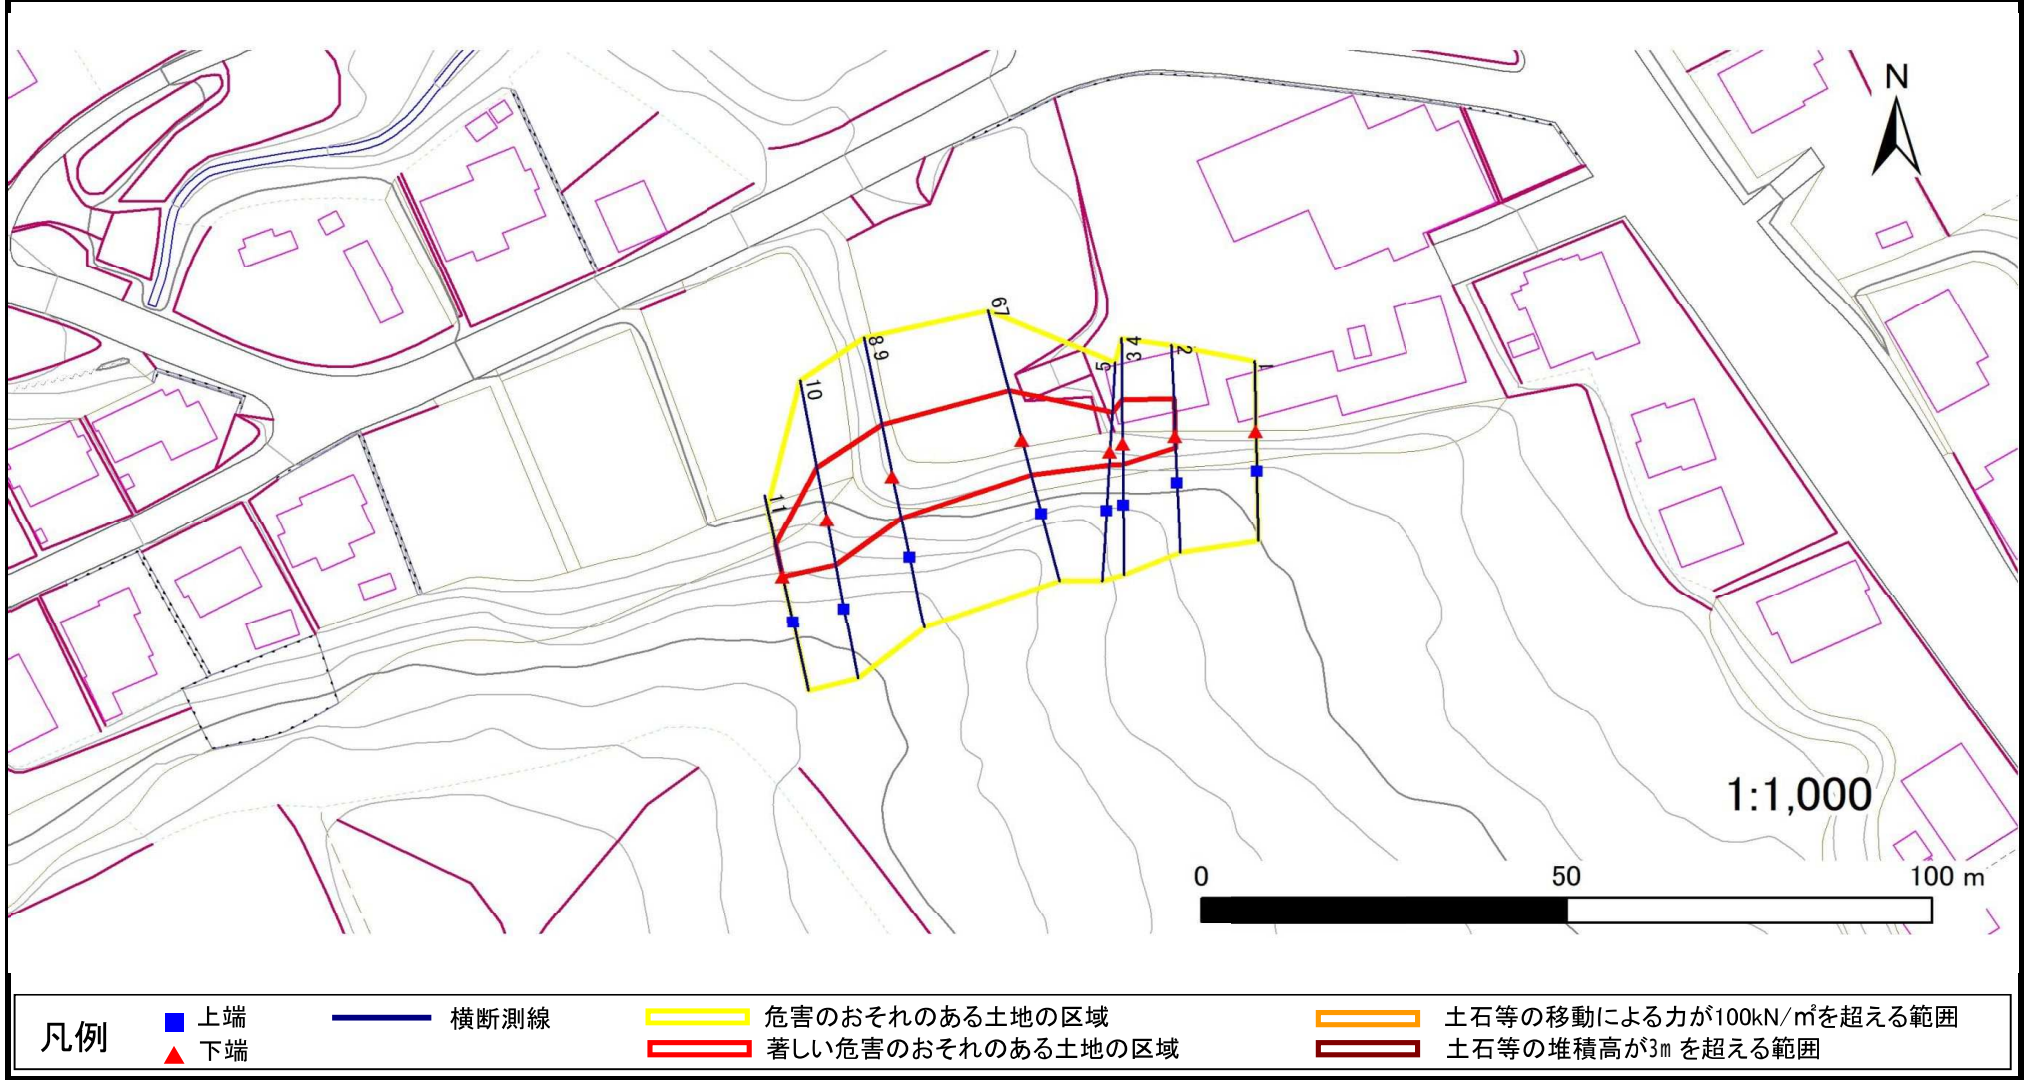 N
67
8 9
5
3 4
2
1
10
11
1:1,000
0 50 100 m
凡例
上端
下端
横断測線
危害のおそれのある土地の区域
著しい危害のおそれのある土地の区域
土石等の移動による力が100kN/㎡を超える範囲
土石等の堆積高が3mを超える範囲